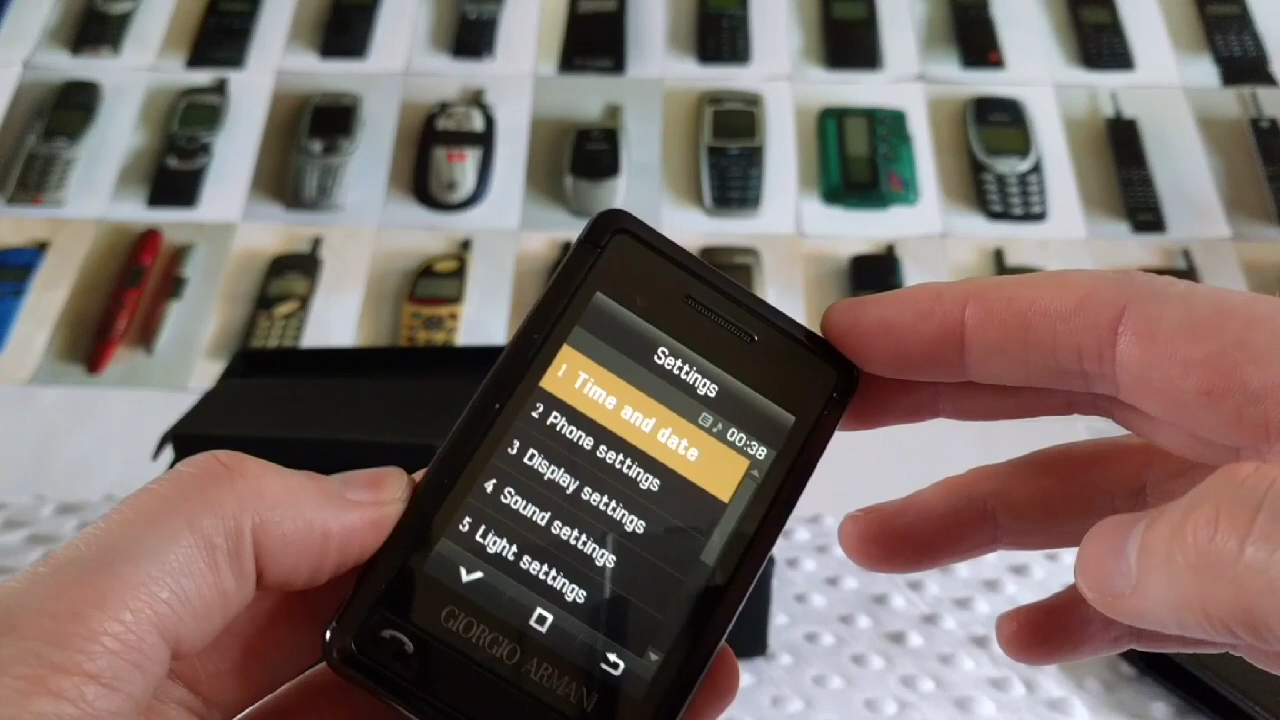 Settings
00:38
1 Time and date
2 Phone settings
3 Display settings
4 Sound settings
5 Light settings
GIORGIO ARMANI